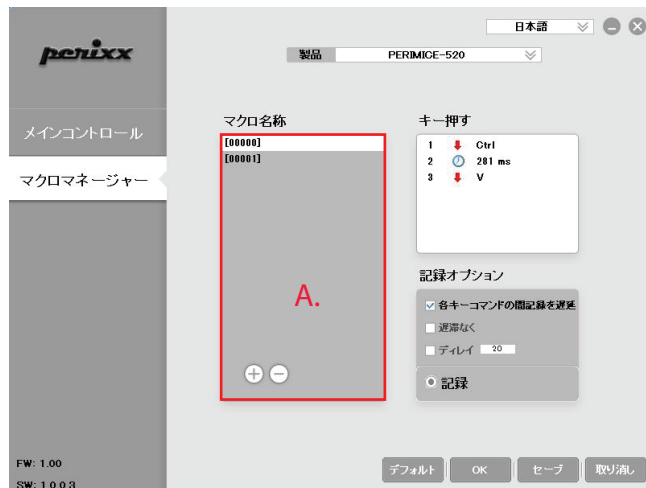 perixx
日本語
製品 PERIMICE-520
メインコントロール
マクロマネージャー
マクロ名称
[00000]
[00001]
A.
キー押す
1 Ctrl
2 281 ms
3 V
記録オプション
各キーコマンドの間記録を遅延
遅滞なく
ディレイ 20
記録
FW: 1.00
SW: 1.0.0.3
デフォルト OK セーブ 取り消し